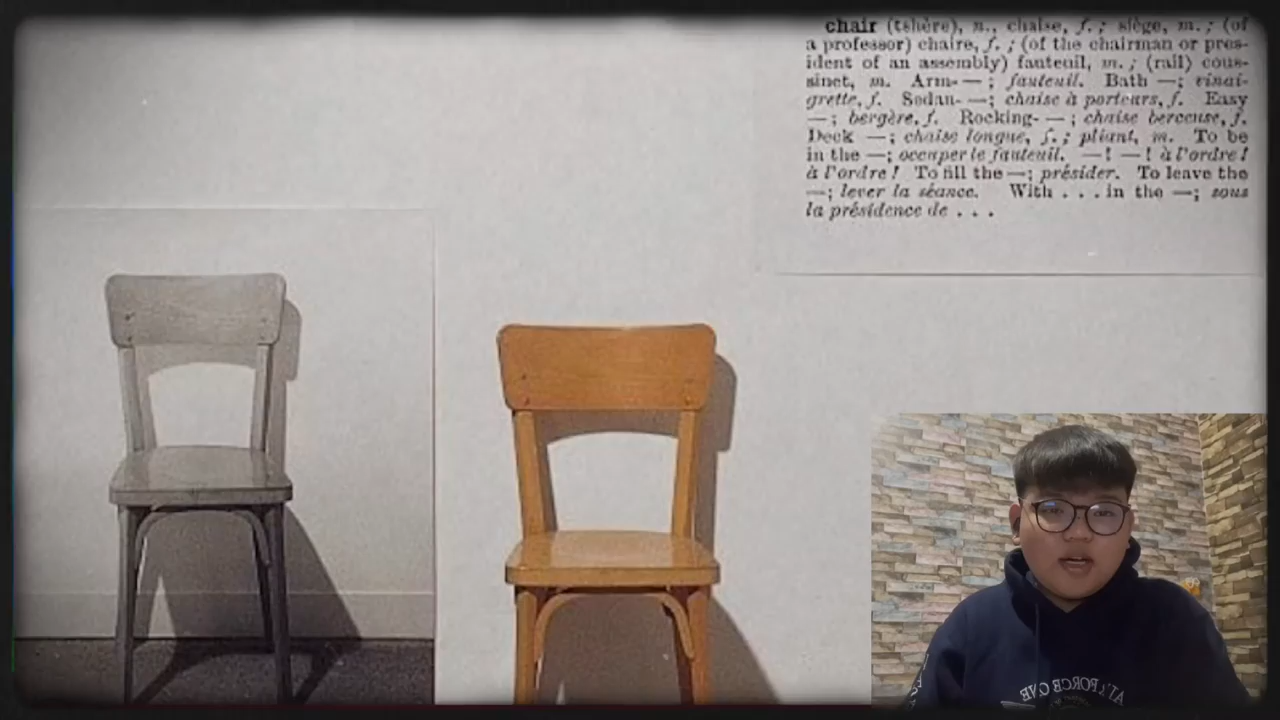 chair (tshère), n., chaise, f.; siège, m.; (of
a professor) chaire, f.; (of the chairman or pres-
ident of an assembly) fauteuil, m.; (rail) cous-
sinet, m. Arm- —; fauteuil. Bath —; vinai-
grette, f. Sedan- —; chaise à porteurs, f. Easy
—; bergère, f. Rocking- —; chaise berceuse, f.
Deck —; chaise longue, f.; pliant, m. To be
in the —; occuper le fauteuil. —! —! à l'ordre!
à l'ordre! To fill the —; présider. To leave the
—; lever la séance. With . . . in the —; sous
la présidence de . . .
AT'S FORCE ONE